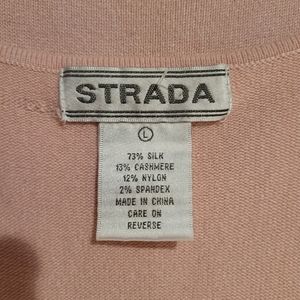 STRADA
L
73% SILK
13% CASHMERE
12% NYLON
2% SPANDEX
MADE IN CHINA
CARE ON
REVERSE